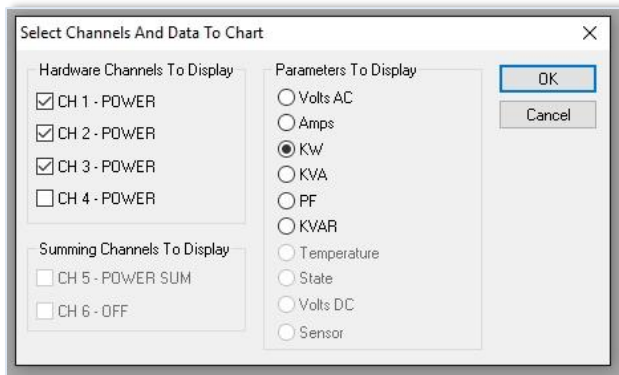 Select Channels And Data To Chart
Hardware Channels To Display
CH 1 - POWER
CH 2 - POWER
CH 3 - POWER
CH 4 - POWER
Summing Channels To Display
CH 5 - POWER SUM
CH 6 - OFF
Parameters To Display
Volts AC
Amps
KW
KVA
PF
KVAR
Temperature
State
Volts DC
Sensor
OK
Cancel